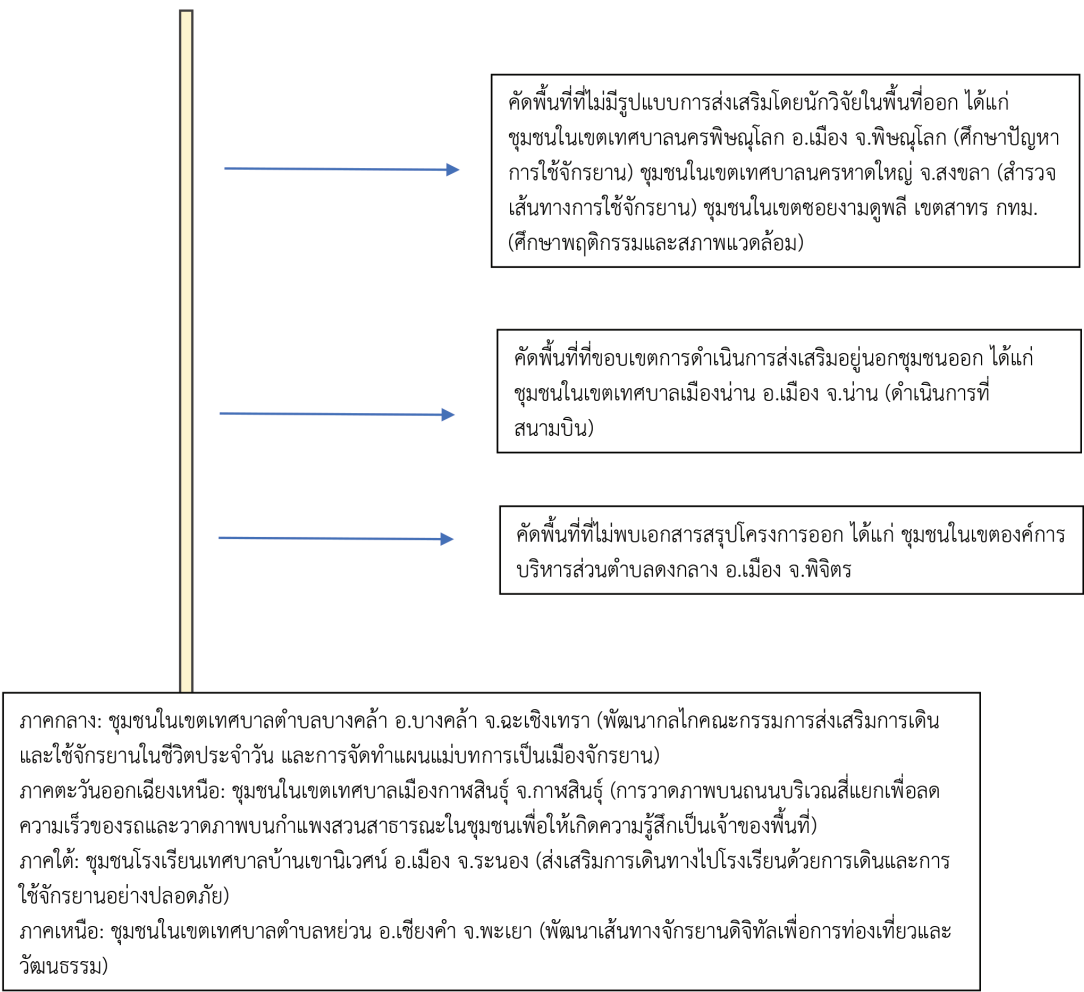 คัดพื้นที่ที่ไม่มีรูปแบบการส่งเสริมโดยนักวิจัยในพื้นที่ออก ได้แก่
ชุมชนในเขตเทศบาลนครพิษณุโลก อ.เมือง จ.พิษณุโลก (ศึกษาปัญหา
การใช้จักรยาน) ชุมชนในเขตเทศบาลนครหาดใหญ่ จ.สงขลา (สำรวจ
เส้นทางการใช้จักรยาน) ชุมชนในเขตซอยงามดูพลี เขตสาทร กทม.
(ศึกษาพฤติกรรมและสภาพแวดล้อม)
คัดพื้นที่ที่ขอบเขตการดำเนินการส่งเสริมอยู่นอกชุมชนออก ได้แก่
ชุมชนในเขตเทศบาลเมืองน่าน อ.เมือง จ.น่าน (ดำเนินการที่
สนามบิน)
คัดพื้นที่ที่ไม่พบเอกสารสรุปโครงการออก ได้แก่ ชุมชนในเขตองค์การ
บริหารส่วนตำบลดงกลาง อ.เมือง จ.พิจิตร
ภาคกลาง: ชุมชนในเขตเทศบาลตำบลบางคล้า อ.บางคล้า จ.ฉะเชิงเทรา (พัฒนากลไกคณะกรรมการส่งเสริมการเดิน
และใช้จักรยานในชีวิตประจำวัน และการจัดทำแผนแม่บทการเป็นเมืองจักรยาน)
ภาคตะวันออกเฉียงเหนือ: ชุมชนในเขตเทศบาลเมืองกาฬสินธุ์ จ.กาฬสินธุ์ (การวาดภาพบนถนนบริเวณสี่แยกเพื่อลด
ความเร็วของรถและวาดภาพบนกำแพงสวนสาธารณะในชุมชนเพื่อให้เกิดความรู้สึกเป็นเจ้าของพื้นที่)
ภาคใต้: ชุมชนโรงเรียนเทศบาลบ้านเขานิเวศน์ อ.เมือง จ.ระนอง (ส่งเสริมการเดินทางไปโรงเรียนด้วยการเดินและการ
ใช้จักรยานอย่างปลอดภัย)
ภาคเหนือ: ชุมชนในเขตเทศบาลตำบลหย่วน อ.เชียงคำ จ.พะเยา (พัฒนาเส้นทางจักรยานดิจิทัลเพื่อการท่องเที่ยวและ
วัฒนธรรม)